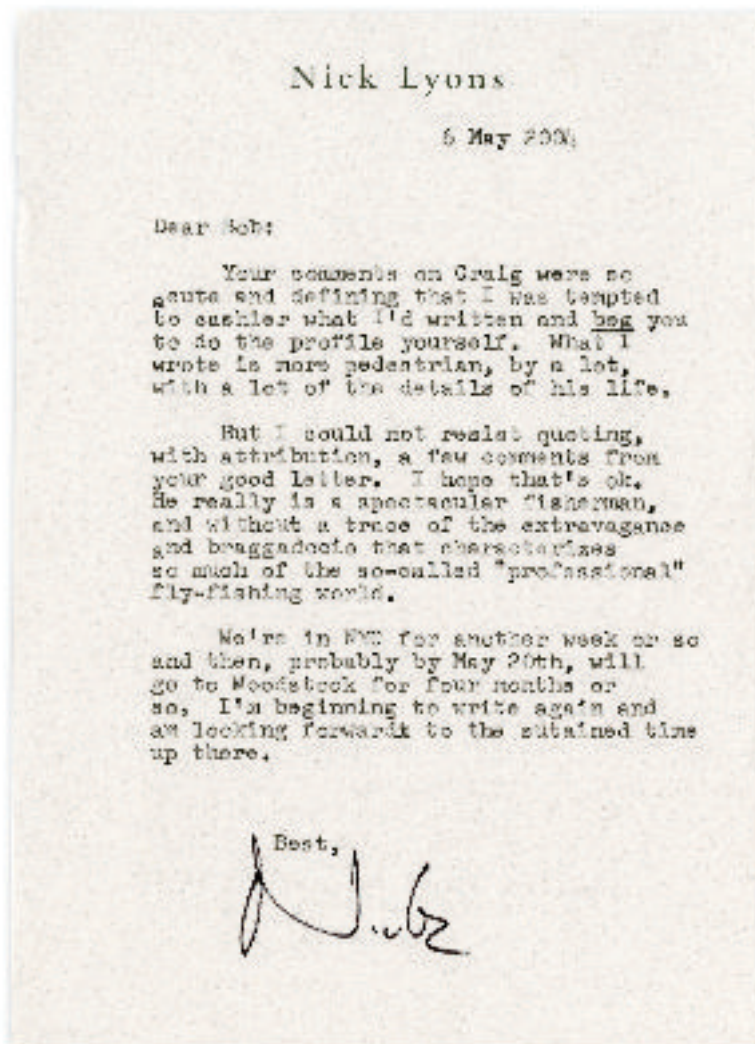 Nick Lyons
6 May
Dear Bob:
Your comments on Craig were so
acute and defining that I was tempted
to cashier what I'd written and beg you
to do the profile yourself. What I
wrote is more pedestrian, by a lot,
with a lot of the details of his life.
But I could not resist quoting,
with attribution, a few comments from
your good letter. I hope that's ok.
He really is a spectacular fisherman,
and without a trace of the extravagance
and braggadocio that characterizes
so much of the so-called "professional"
fly-fishing world.
We're in NYC for another week or so
and then, probably by May 20th, will
go to Woodstock for four months or
so. I'm beginning to write again and
am looking forwardk to the sutained time
up there.
Best,
Nick